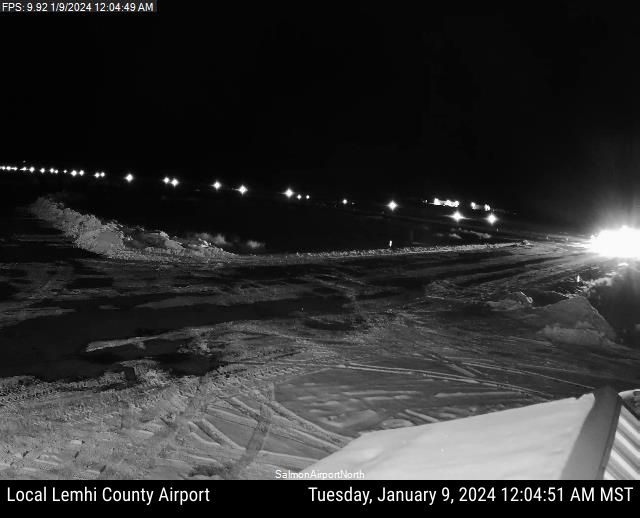 FPS: 9.92 1/9/2024 12:04:49 AM
SalmonAirportNorth
Local Lemhi County Airport Tuesday, January 9, 2024 12:04:51 AM MST